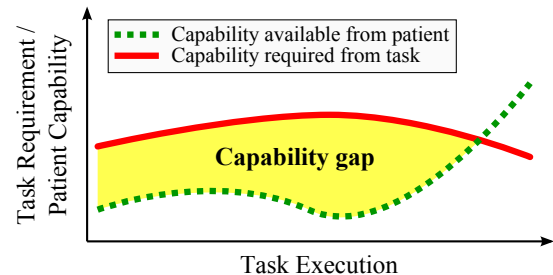 Capability available from patient
Capability required from task
Task Requirement /
Patient Capability
Capability gap
Task Execution